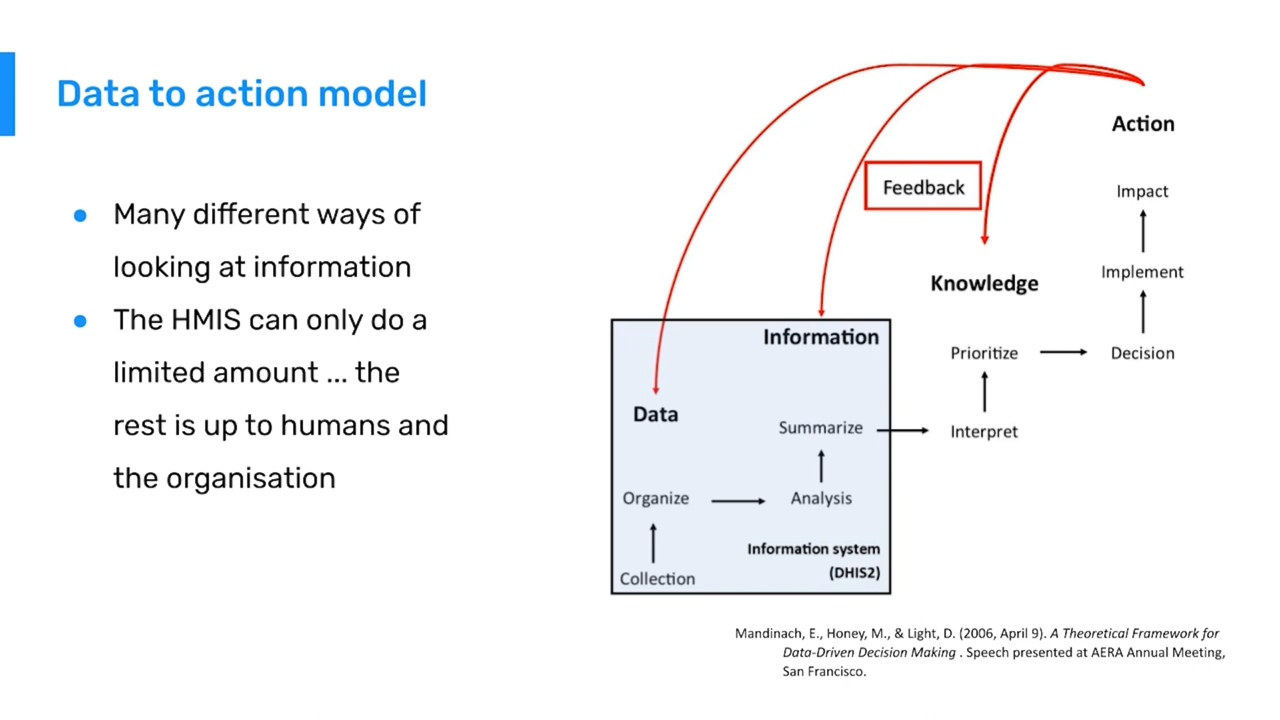 Data to action model
● Many different ways of
looking at information
● The HMIS can only do a
limited amount ... the
rest is up to humans and
the organisation
Action
Feedback
Impact
Implement
Knowledge
Information
Prioritize
Decision
Data
Summarize
Interpret
Organize
Analysis
Information system
(DHIS2)
Collection
Mandinach, E., Honey, M., & Light, D. (2006, April 9). A Theoretical Framework for
Data-Driven Decision Making . Speech presented at AERA Annual Meeting,
San Francisco.